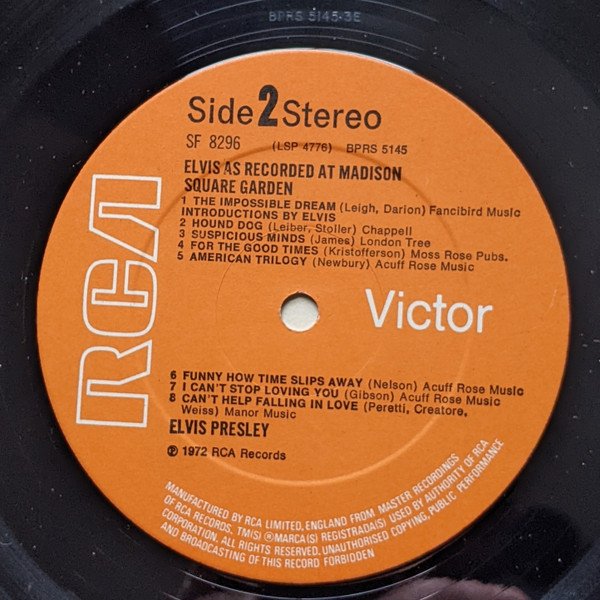 BPRS 5145-3E
Side 2 Stereo
SF 8296 (LSP 4776) BPRS 5145
ELVIS AS RECORDED AT MADISON
SQUARE GARDEN
1 THE IMPOSSIBLE DREAM (Leigh, Darion) Fancibird Music
INTRODUCTIONS BY ELVIS
2 HOUND DOG (Leiber, Stoller) Chappell
3 SUSPICIOUS MINDS (James) London Tree
4 FOR THE GOOD TIMES (Kristofferson) Moss Rose Pubs.
5 AMERICAN TRILOGY (Newbury) Acuff Rose Music
RCA
Victor
6 FUNNY HOW TIME SLIPS AWAY (Nelson) Acuff Rose Music
7 I CAN'T STOP LOVING YOU (Gibson) Acuff Rose Music
8 CAN'T HELP FALLING IN LOVE (Peretti, Creatore,
Weiss) Manor Music
ELVIS PRESLEY
℗ 1972 RCA Records
MANUFACTURED BY RCA LIMITED, ENGLAND FROM MASTER RECORDINGS
OF RCA RECORDS. TM(S) ® MARCA(S) REGISTRADA(S) USED BY AUTHORITY OF RCA
CORPORATION. ALL RIGHTS RESERVED. UNAUTHORISED COPYING, PUBLIC PERFORMANCE
AND BROADCASTING OF THIS RECORD FORBIDDEN